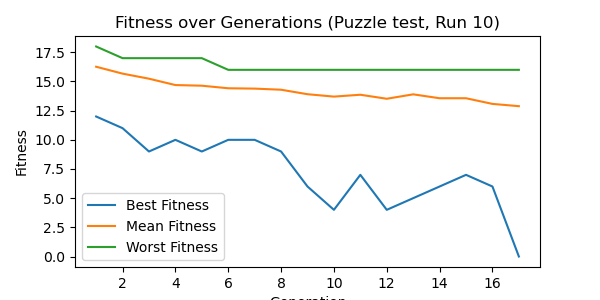 Fitness over Generations (Puzzle test, Run 10)
Fitness
17.5
15.0
12.5
10.0
7.5
5.0
2.5
0.0
Best Fitness
Mean Fitness
Worst Fitness
2 4 6 8 10 12 14 16
Generation